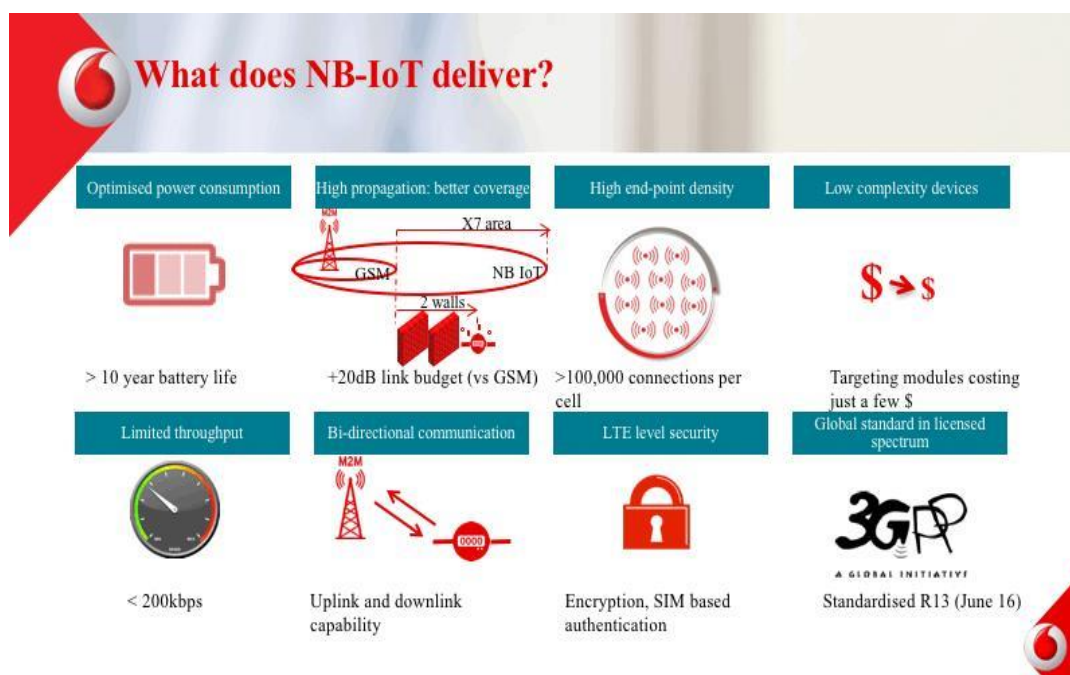 What does NB-IoT deliver?
Optimised power consumption
High propagation: better coverage
High end-point density
Low complexity devices
M2M
X7 area
GSM
NB IoT
2 walls
$ $
> 10 year battery life
+20dB link budget (vs GSM)
>100,000 connections per
cell
Targeting modules costing
just a few $
Limited throughput
Bi-directional communication
LTE level security
Global standard in licensed
spectrum
M2M
0000
3GPP
A GLOBAL INITIATIVE
< 200kbps
Uplink and downlink
capability
Encryption, SIM based
authentication
Standardised R13 (June 16)